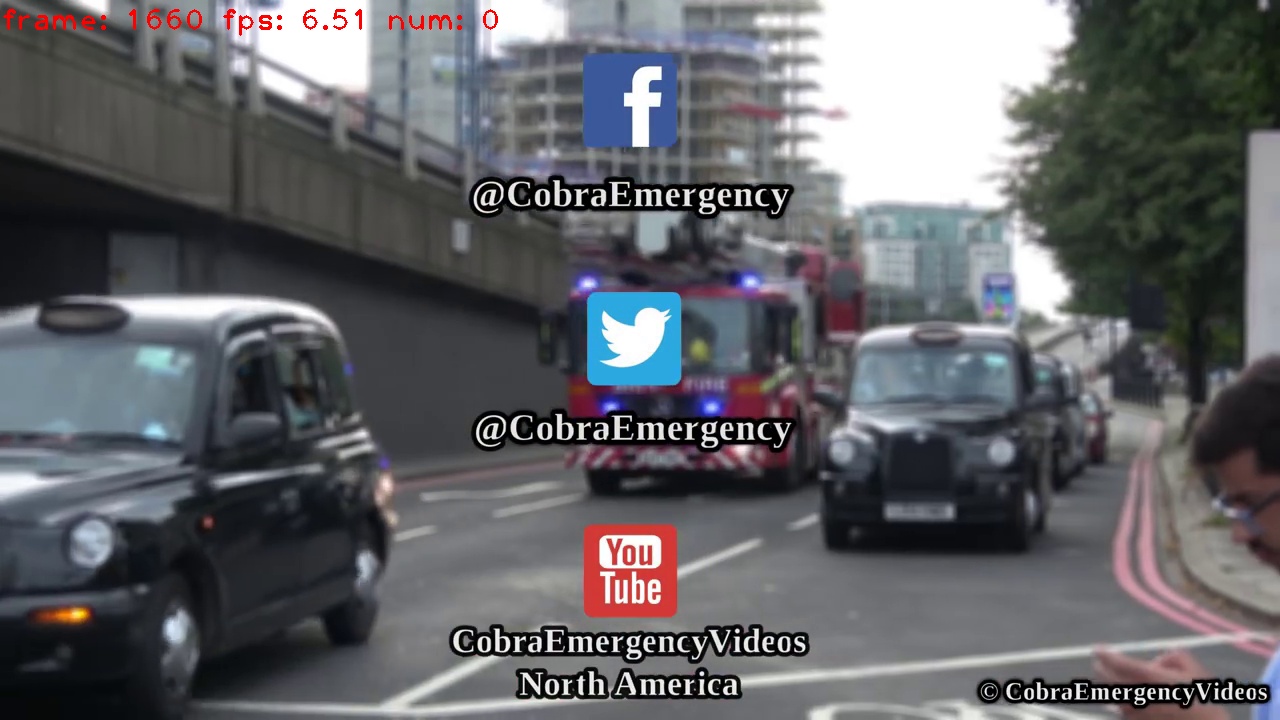 frame: 1660 fps: 6.51 num: 0
f
@CobraEmergency
@CobraEmergency
You
Tube
CobraEmergencyVideos
North America
© CobraEmergencyVideos